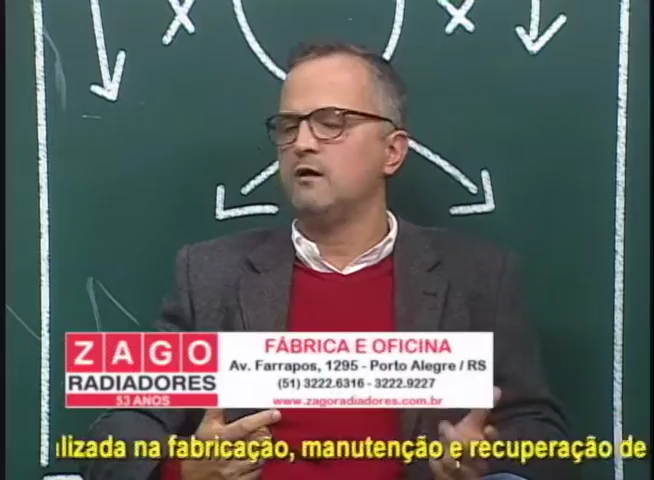 ZAGO
RADIADORES
53 ANOS
FÁBRICA E OFICINA
Av. Farrapos, 1295 - Porto Alegre / RS
(51) 3222.6316 - 3222.9227
www.zagoradiadores.com.br
lizada na fabricação, manutenção e recuperação de